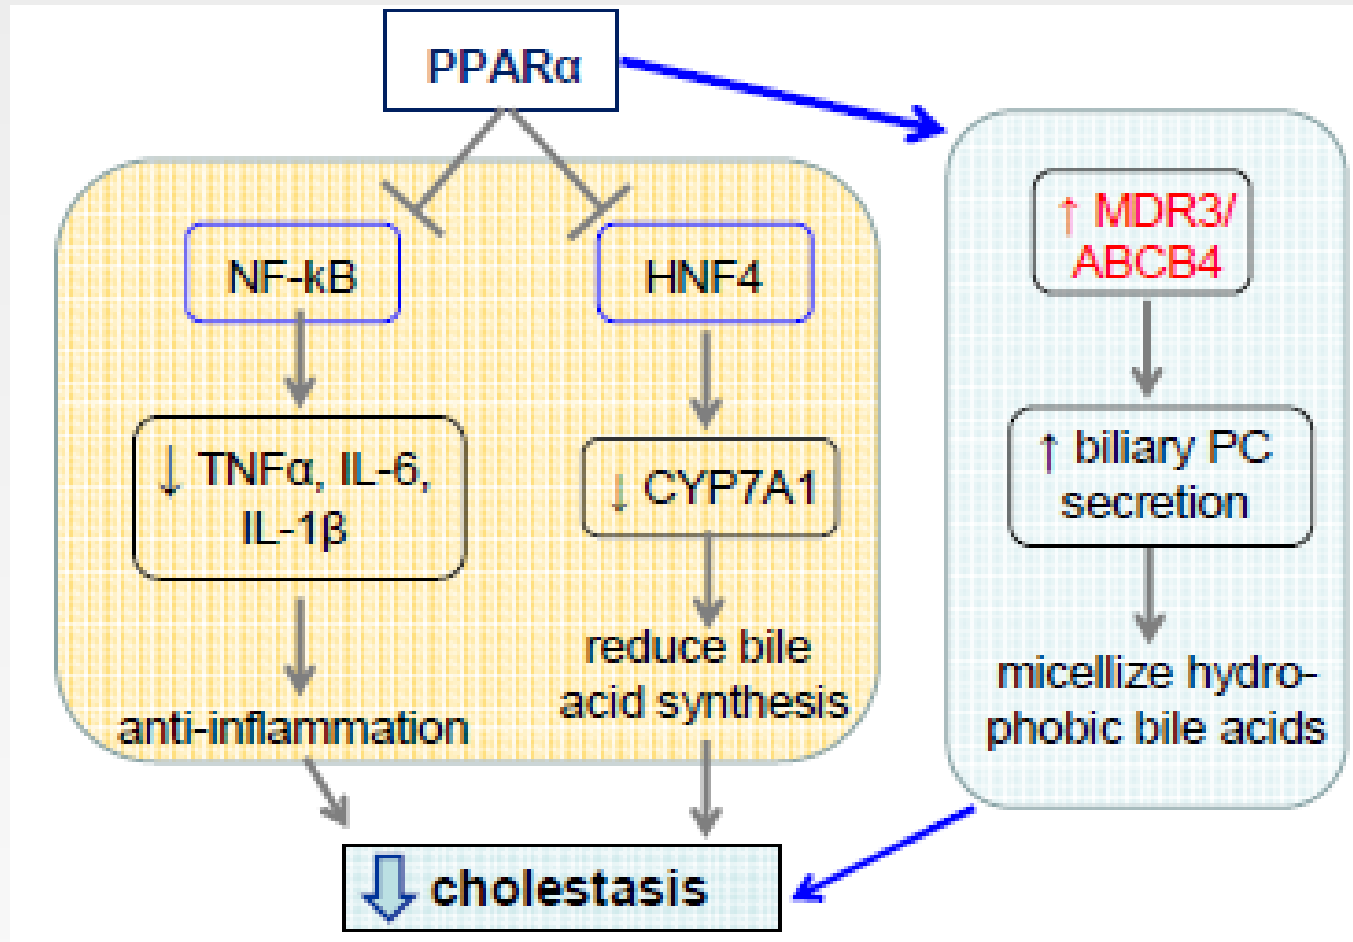 PPARα
NF-kB
↓ TNFα, IL-6,
IL-1β
anti-inflammation
HNF4
↓ CYP7A1
reduce bile
acid synthesis
↑ MDR3/
ABCB4
↑ biliary PC
secretion
micellize hydro-
phobic bile acids
cholestasis